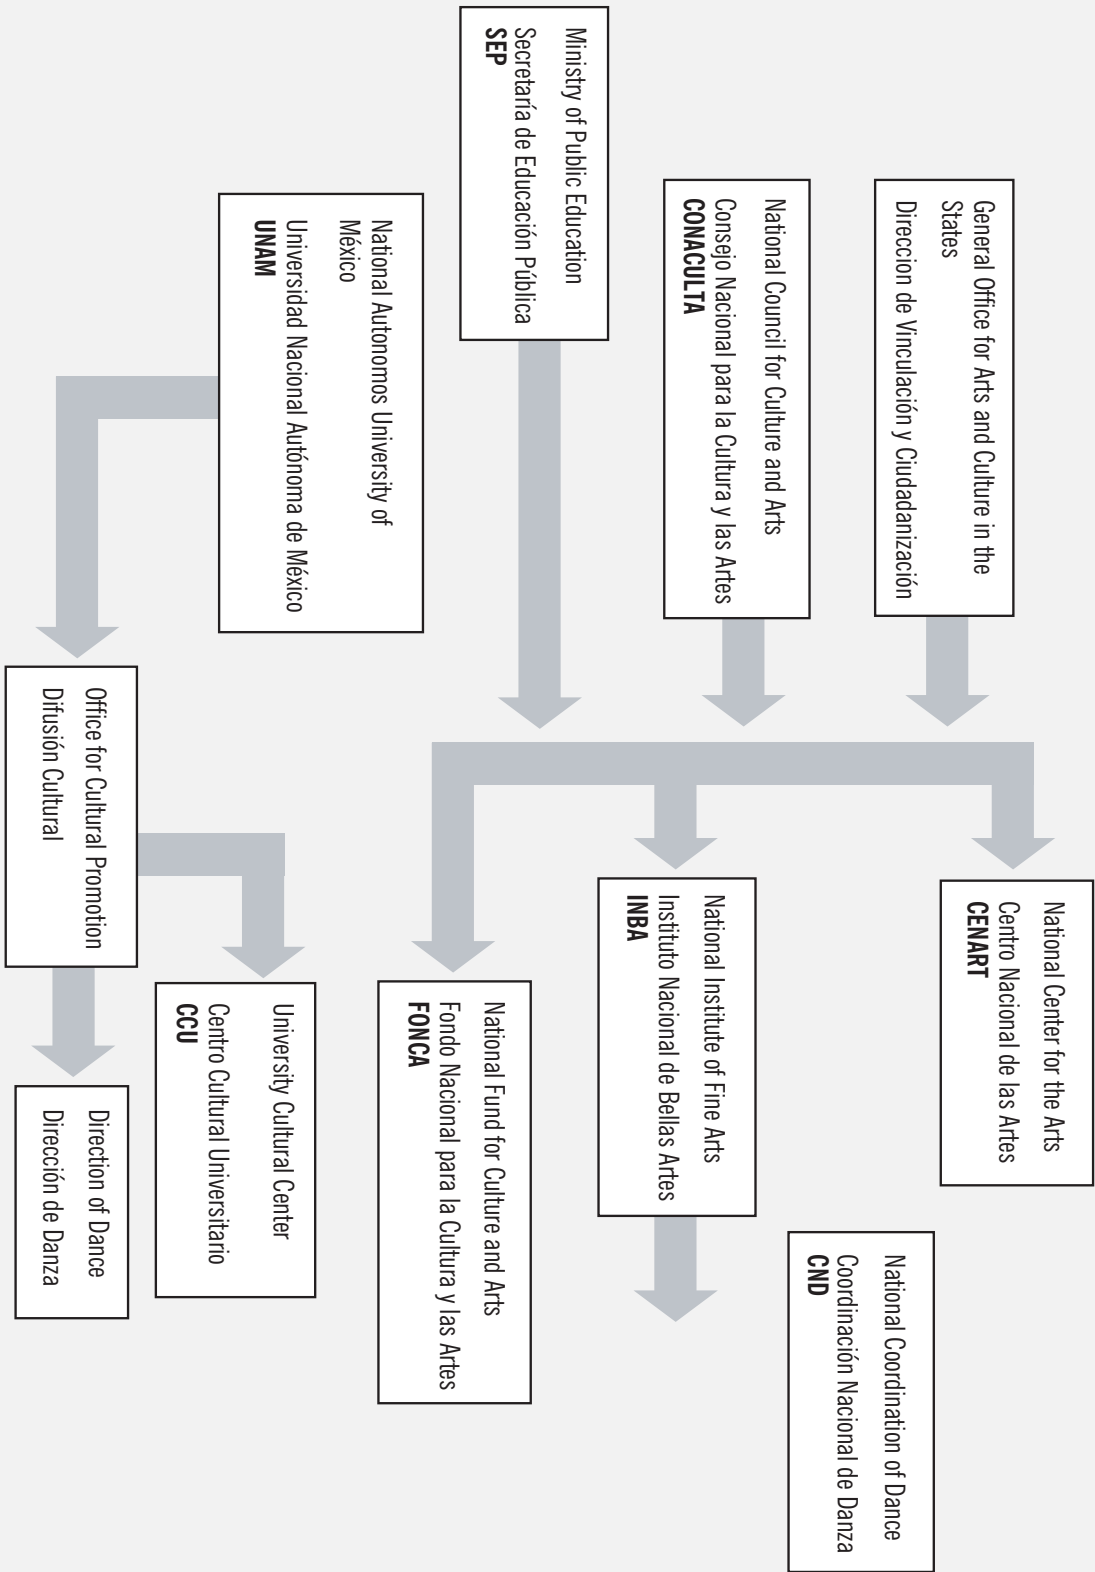 General Office for Arts and Culture in the
States
Direccion de Vinculación y Ciudadanización
National Council for Culture and Arts
Consejo Nacional para la Cultura y las Artes
CONACULTA
Ministry of Public Education
Secretaría de Educación Pública
SEP
National Center for the Arts
Centro Nacional de las Artes
CENART
National Institute of Fine Arts
Instituto Nacional de Bellas Artes
INBA
National Coordination of Dance
Coordinación Nacional de Danza
CND
National Fund for Culture and Arts
Fondo Nacional para la Cultura y las Artes
FONCA
National Autonomos University of
México
Universidad Nacional Autónoma de México
UNAM
University Cultural Center
Centro Cultural Universitario
CCU
Office for Cultural Promotion
Difusión Cultural
Direction of Dance
Dirección de Danza